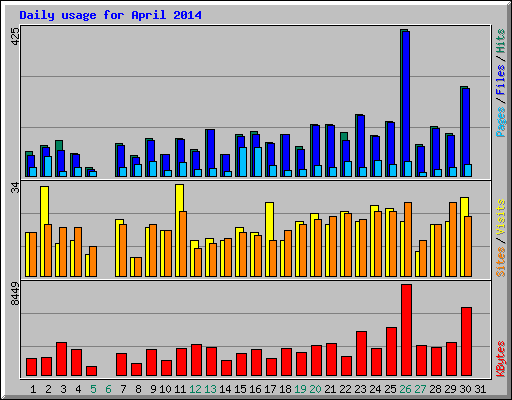 Daily usage for April 2014
425
Pages / Files / Hits
34
Sites / Visits
8449
KBytes
1 2 3 4 5 6 7 8 9 10 11 12 13 14 15 16 17 18 19 20 21 22 23 24 25 26 27 28 29 30 31